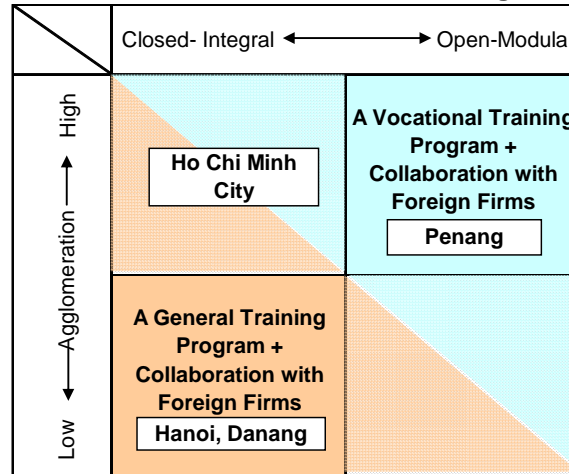 Closed- Integral
Open-Modula
High
Agglomeration
Low
Ho Chi Minh
City
A Vocational Training
Program +
Collaboration with
Foreign Firms
Penang
A General Training
Program +
Collaboration with
Foreign Firms
Hanoi, Danang